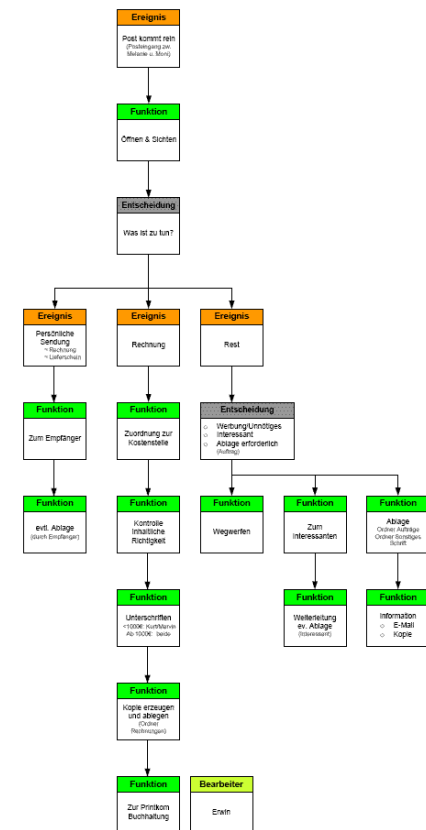 Ereignis
Post kommt rein
(Posteingang zw.
Melanie u. Moni)
Funktion
Öffnen & Sichten
Entscheidung
Was ist zu tun?
Ereignis
Persönliche
Sendung
~ Rechnung
~ Lieferschein
Ereignis
Rechnung
Ereignis
Rest
Funktion
Zum Empfänger
Funktion
Zuordnung zur
Kostenstelle
Entscheidung
o Werbung/Unnötiges
o Interessant
o Ablage erforderlich
(Auftrag)
Funktion
evtl. Ablage
(durch Empfänger)
Funktion
Kontrolle
Inhaltliche
Richtigkeit
Funktion
Wegwerfen
Funktion
Zum
Interessanten
Funktion
Ablage
Ordner Aufträge
Ordner Sonstiges
Schrift
Funktion
Unterschriften
<1000€: Kurt/Mervin
Ab 1000€: beide
Funktion
Weiterleitung
ev. Ablage
(Interessant)
Funktion
Information
o E-Mail
o Kopie
Funktion
Kopie erzeugen
und ablegen
(Ordner
Rechnungen)
Funktion
Zur Printkom
Buchhaltung
Bearbeiter
Erwin